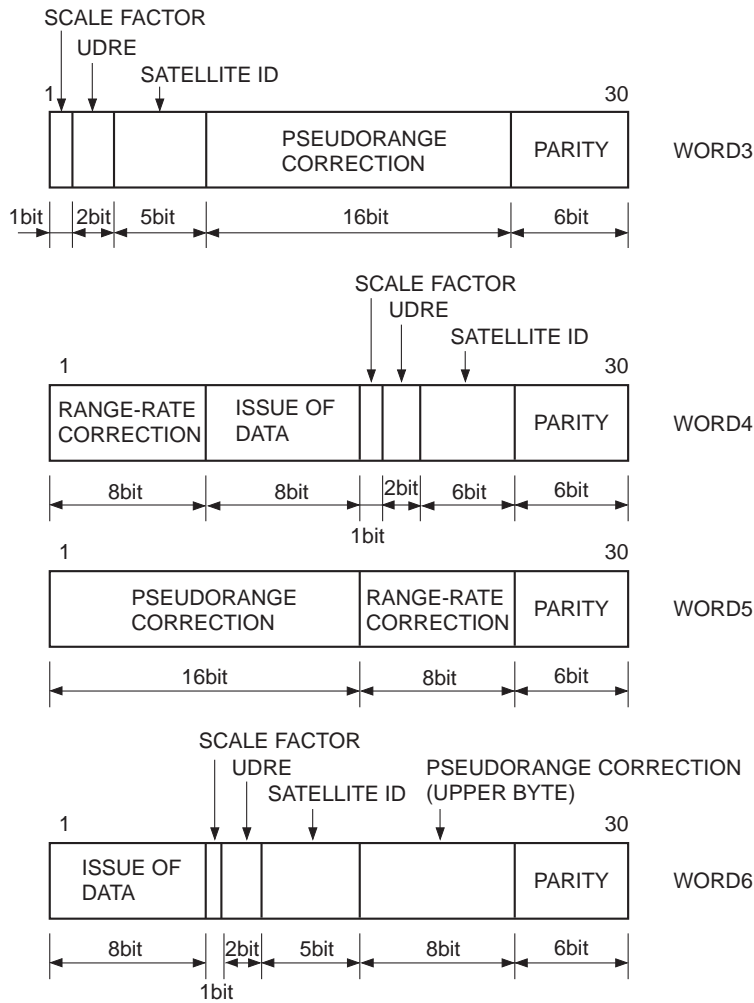 SCALE FACTOR
UDRE
SATELLITE ID
1 30
PSEUDORANGE
CORRECTION
PARITY
WORD3
1bit 2bit 5bit 16bit 6bit
SCALE FACTOR
UDRE
SATELLITE ID
1 30
RANGE-RATE
CORRECTION
ISSUE OF
DATA
PARITY
WORD4
8bit 8bit 2bit 6bit 6bit
1bit
1 30
PSEUDORANGE
CORRECTION
RANGE-RATE
CORRECTION
PARITY
WORD5
16bit 8bit 6bit
SCALE FACTOR
UDRE
SATELLITE ID
PSEUDORANGE CORRECTION
(UPPER BYTE)
1 30
ISSUE OF
DATA
PARITY
WORD6
8bit 2bit 5bit 8bit 6bit
1bit